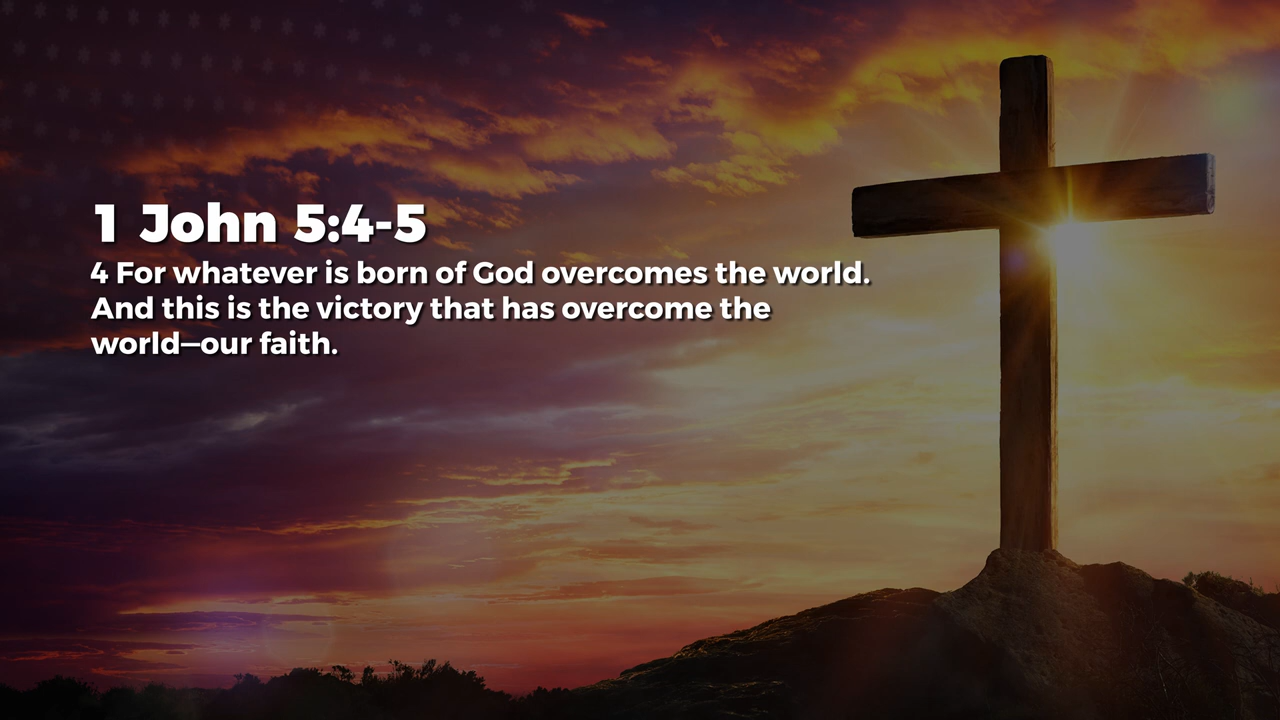 1 John 5:4-5
4 For whatever is born of God overcomes the world.
And this is the victory that has overcome the
world—our faith.